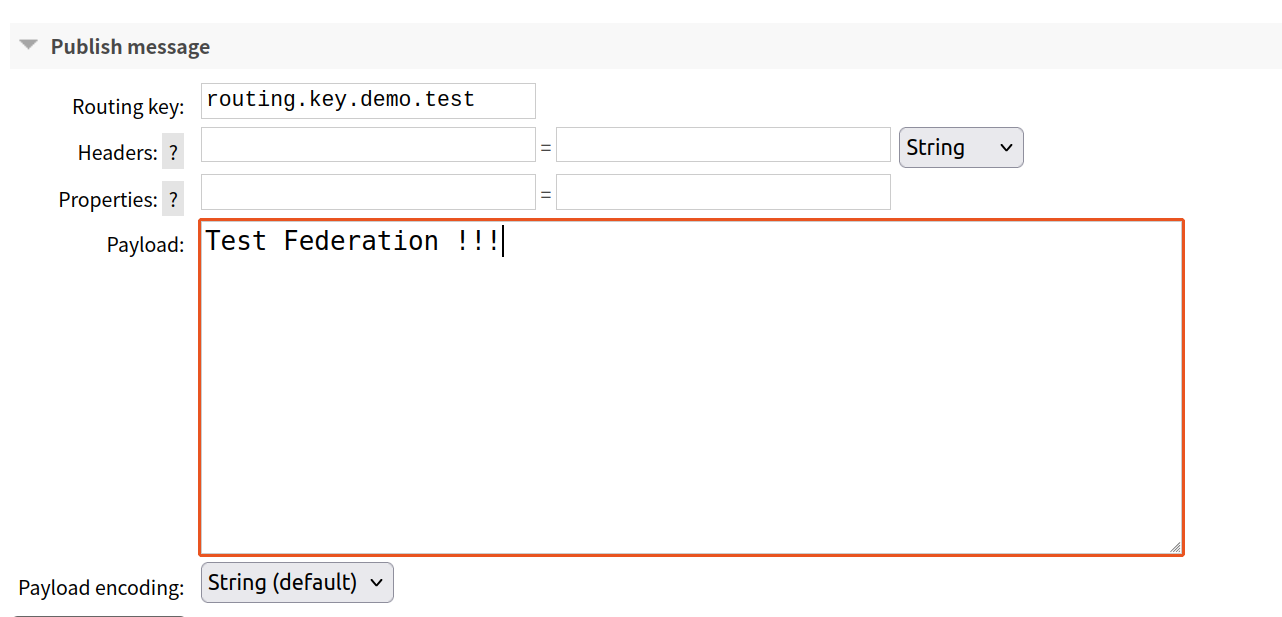 Publish message
Routing key: routing.key.demo.test
Headers: ? = String
Properties: ? =
Payload: Test Federation !!!
Payload encoding: String (default)